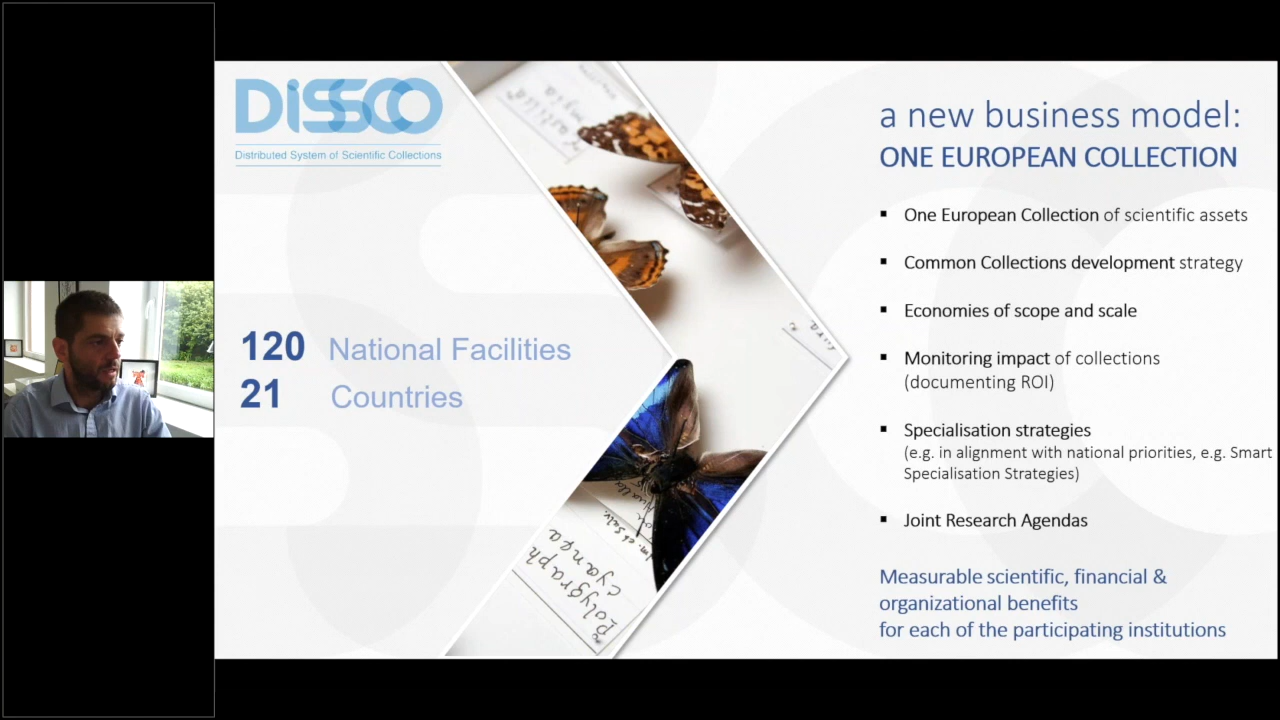 DiSSCo
Distributed System of Scientific Collections
120 National Facilities
21 Countries
a new business model:
ONE EUROPEAN COLLECTION
▪ One European Collection of scientific assets
▪ Common Collections development strategy
▪ Economies of scope and scale
▪ Monitoring impact of collections
(documenting ROI)
▪ Specialisation strategies
(e.g. in alignment with national priorities, e.g. Smart
Specialisation Strategies)
▪ Joint Research Agendas
Measurable scientific, financial &
organizational benefits
for each of the participating institutions
Polygraph
cyanea